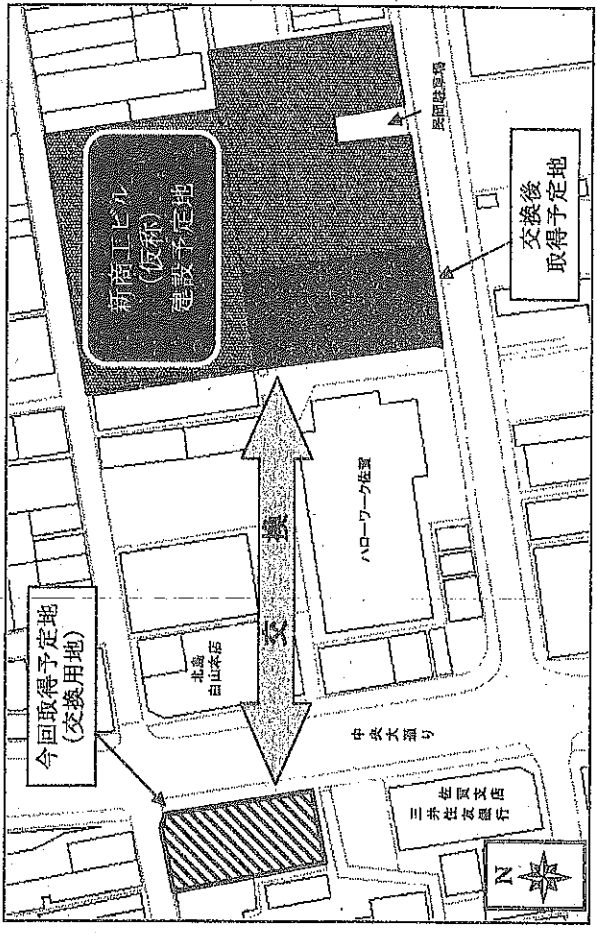 新商工ビル
(仮称)
建設予定地
民間駐車場
交換後
取得予定地
交換
ハローワーク佐賀
今回取得予定地
(交換用地)
北島
白山本店
中央大通り
三井住友銀行
佐賀支店
N